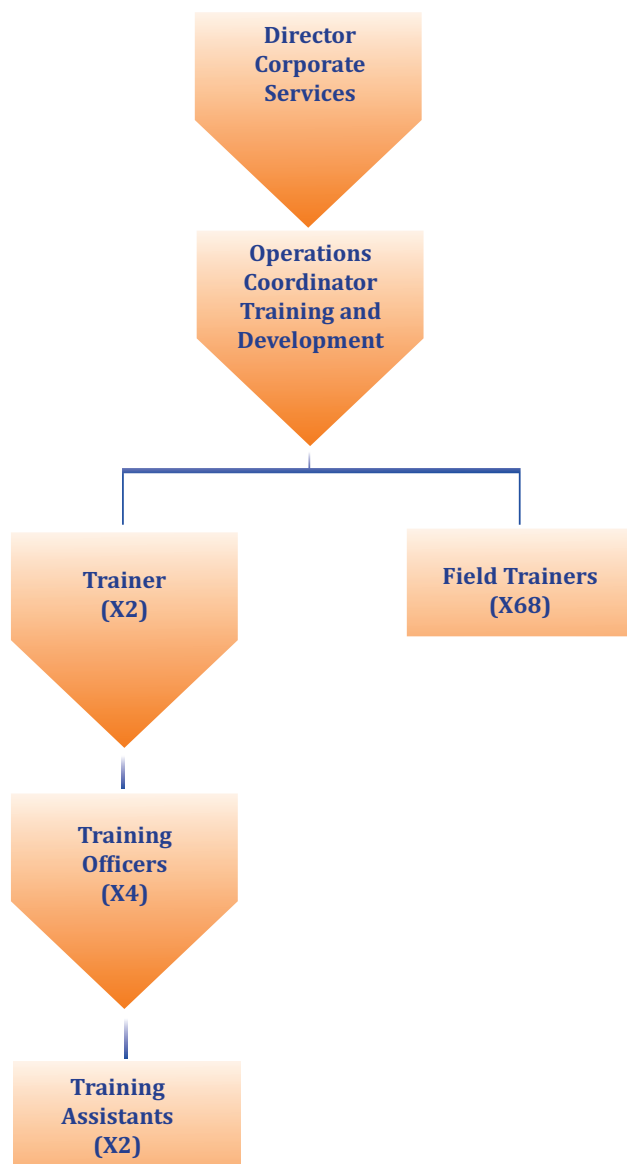 Director
Corporate
Services
Operations
Coordinator
Training and
Development
Trainer
(X2)
Field Trainers
(X68)
Training
Officers
(X4)
Training
Assistants
(X2)